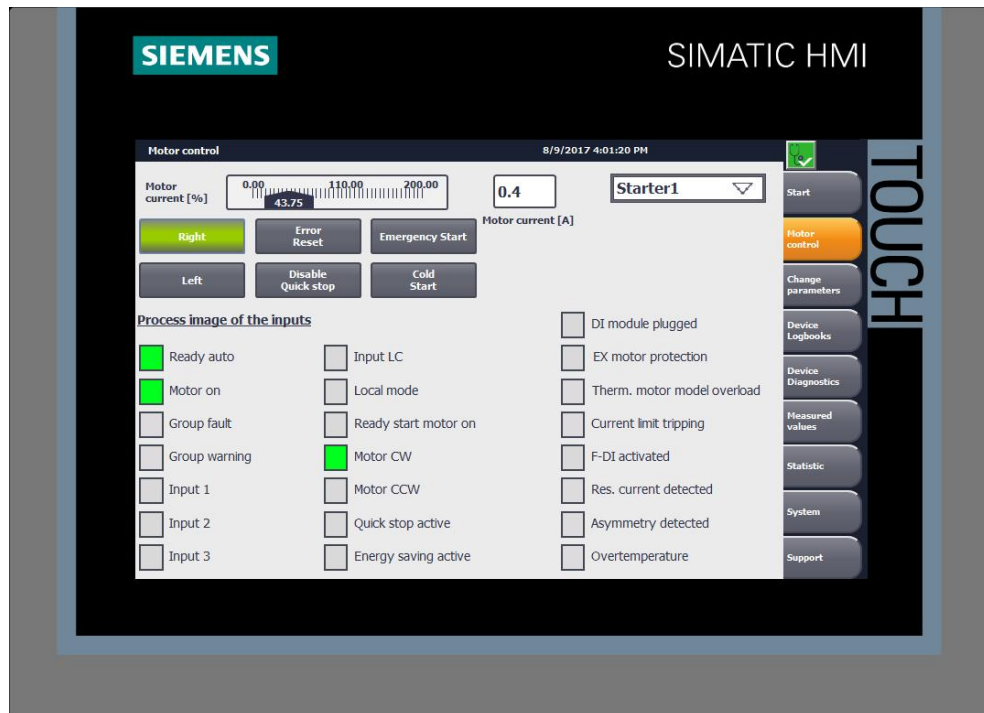 SIEMENS
SIMATIC HMI
TOUCH
Motor control
8/9/2017 4:01:20 PM
Motor
current [%]
0.00
110.00
200.00
43.75
0.4
Motor current [A]
Starter1
Right
Error
Reset
Emergency Start
Left
Disable
Quick stop
Cold
Start
Process image of the inputs
Ready auto
Motor on
Group fault
Group warning
Input 1
Input 2
Input 3
Input LC
Local mode
Ready start motor on
Motor CW
Motor CCW
Quick stop active
Energy saving active
DI module plugged
EX motor protection
Therm. motor model overload
Current limit tripping
F-DI activated
Res. current detected
Asymmetry detected
Overtemperature
Start
Motor
control
Change
parameters
Device
Logbooks
Device
Diagnostics
Measured
values
Statistic
System
Support